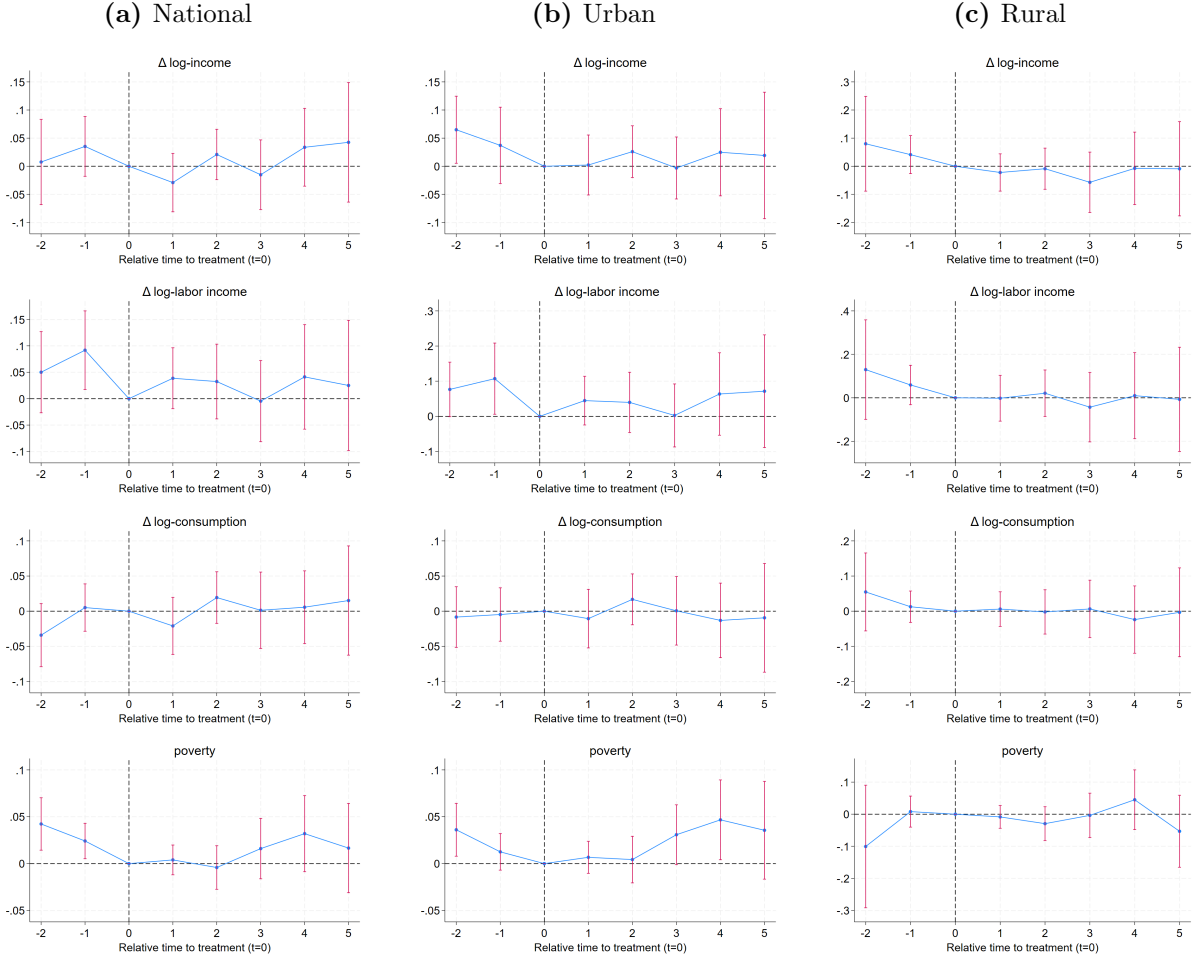 (a) National
(b) Urban
(c) Rural
Δ log-income
.15
.1
.05
0
-.05
-.1
-2 -1 0 1 2 3 4 5
Relative time to treatment (t=0)
Δ log-income
.15
.1
.05
0
-.05
-.1
-2 -1 0 1 2 3 4 5
Relative time to treatment (t=0)
Δ log-income
.3
.2
.1
0
-.1
-.2
-2 -1 0 1 2 3 4 5
Relative time to treatment (t=0)
Δ log-labor income
.15
.1
.05
0
-.05
-.1
-2 -1 0 1 2 3 4 5
Relative time to treatment (t=0)
Δ log-labor income
.3
.2
.1
0
-.1
-2 -1 0 1 2 3 4 5
Relative time to treatment (t=0)
Δ log-labor income
.4
.2
0
-.2
-2 -1 0 1 2 3 4 5
Relative time to treatment (t=0)
Δ log-consumption
.1
.05
0
-.05
-.1
-2 -1 0 1 2 3 4 5
Relative time to treatment (t=0)
Δ log-consumption
.1
.05
0
-.05
-.1
-2 -1 0 1 2 3 4 5
Relative time to treatment (t=0)
Δ log-consumption
.2
.1
0
-.1
-.2
-2 -1 0 1 2 3 4 5
Relative time to treatment (t=0)
poverty
.1
.05
0
-.05
-2 -1 0 1 2 3 4 5
Relative time to treatment (t=0)
poverty
.1
.05
0
-.05
-2 -1 0 1 2 3 4 5
Relative time to treatment (t=0)
poverty
.1
0
-.1
-.2
-.3
-2 -1 0 1 2 3 4 5
Relative time to treatment (t=0)